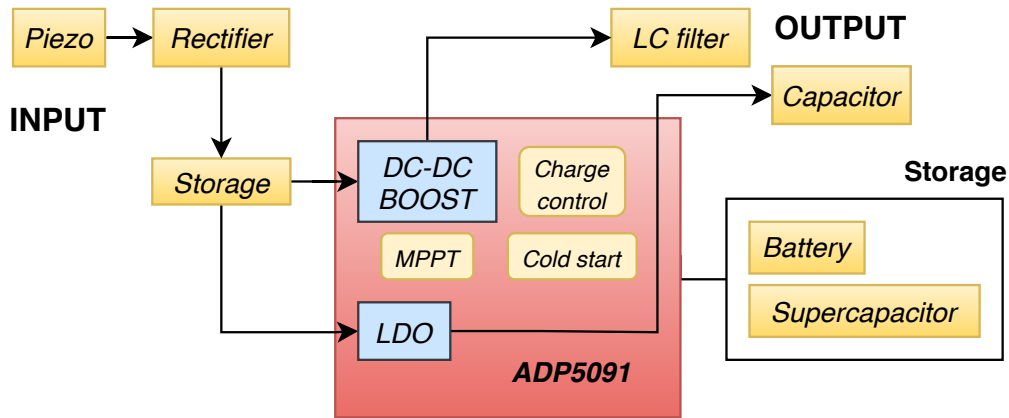 Piezo
Rectifier
LC filter
OUTPUT
Capacitor
INPUT
Storage
DC-DC
BOOST
Charge
control
MPPT
Cold start
LDO
ADP5091
Storage
Battery
Supercapacitor